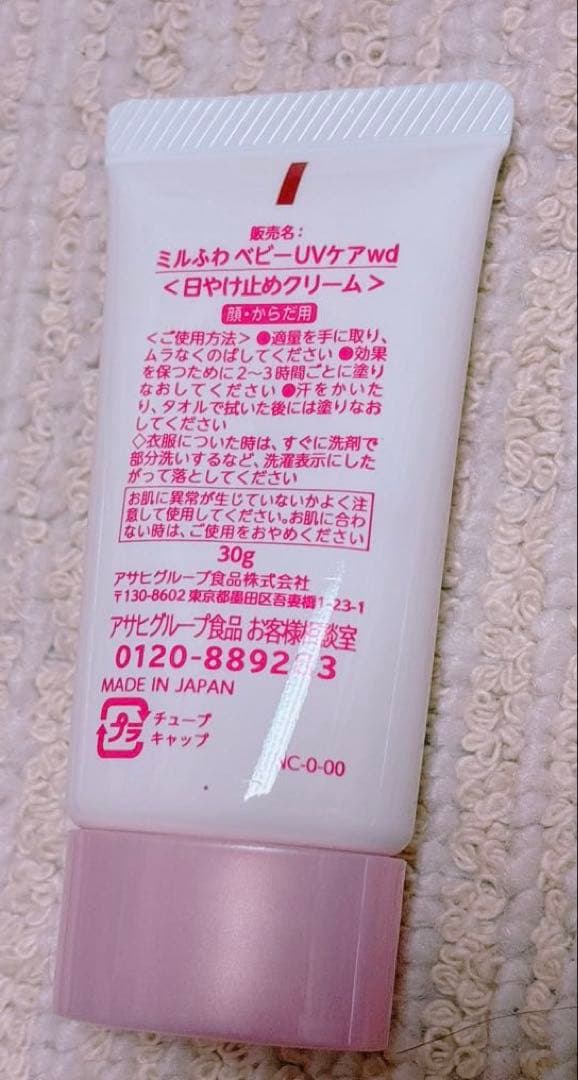 販売名：
ミルふわ ベビーUVケアwd
＜日やけ止めクリーム＞
顔・からだ用
＜ご使用方法＞ ●適量を手に取り、
ムラなくのばしてください ●効果
を保つために2〜3時間ごとに塗り
なおしてください ●汗をかいた
り、タオルで拭いた後には塗りなお
してください
◇衣服についた時は、すぐに洗剤で
部分洗いするなど、洗濯表示にした
がって落としてください
お肌に異常が生じていないかよく注
意して使用してください。お肌に合わ
ない時は、ご使用をおやめください
30g
アサヒグループ食品株式会社
〒130-8602 東京都墨田区吾妻橋1-23-1
アサヒグループ食品 お客様相談室
MADE IN JAPAN
プラ
チューブ
キャップ